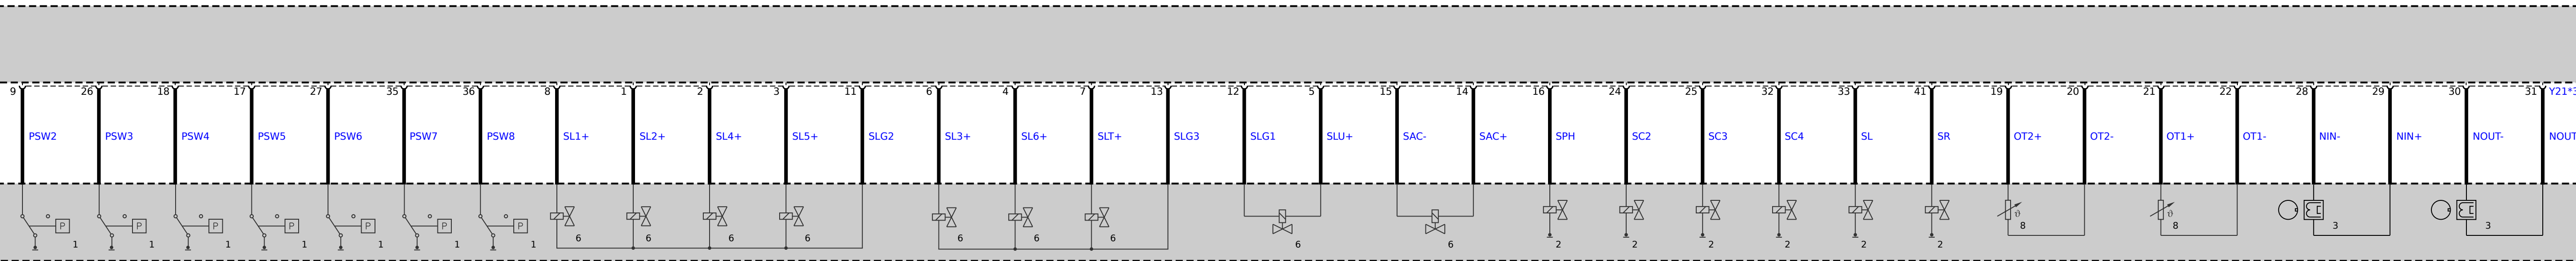 9 26 18 17 27 35 36 8 1 2 3 11 6 4 7 13 12 5 15 14 16 24 25 32 33 41 19 20 21 22 28 29 30 31 Y21*3
PSW2 PSW3 PSW4 PSW5 PSW6 PSW7 PSW8 SL1+ SL2+ SL4+ SL5+ SLG2 SL3+ SL6+ SLT+ SLG3 SLG1 SLU+ SAC- SAC+ SPH SC2 SC3 SC4 SL SR OT2+ OT2- OT1+ OT1- NIN- NIN+ NOUT- NOUT
P P P P P P P ϑ ϑ
8 8 3 3
6 6 6 6 6 6 6
1 1 1 1 1 1 1 6 6 2 2 2 2 2 2